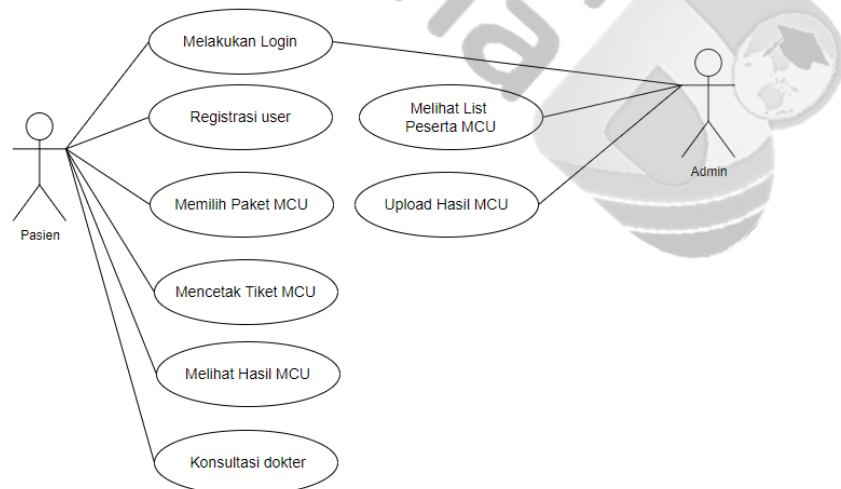 Melakukan Login
Registrasi user
Melihat List
Peserta MCU
Admin
Memilih Paket MCU
Upload Hasil MCU
Pasien
Mencetak Tiket MCU
Melihat Hasil MCU
Konsultasi dokter